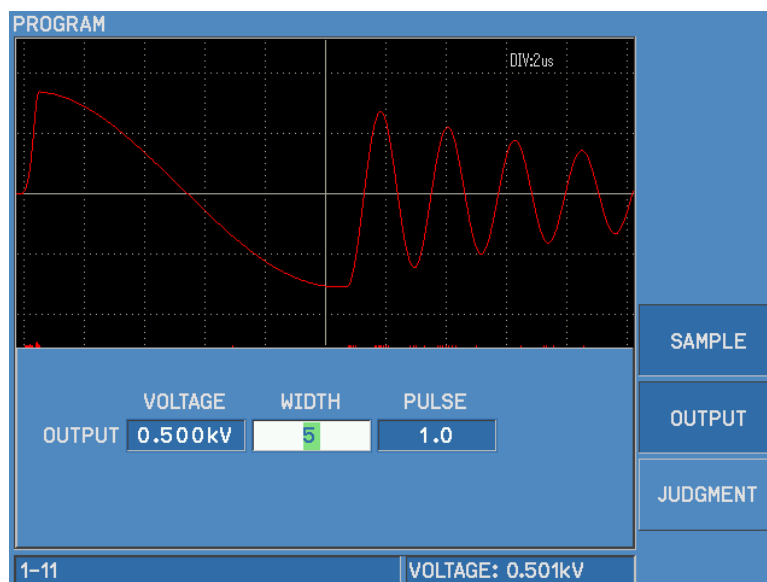 PROGRAM
DIV:2us
SAMPLE
VOLTAGE WIDTH PULSE
OUTPUT 0.500kV 5 1.0
OUTPUT
JUDGMENT
1-11 VOLTAGE: 0.501kV